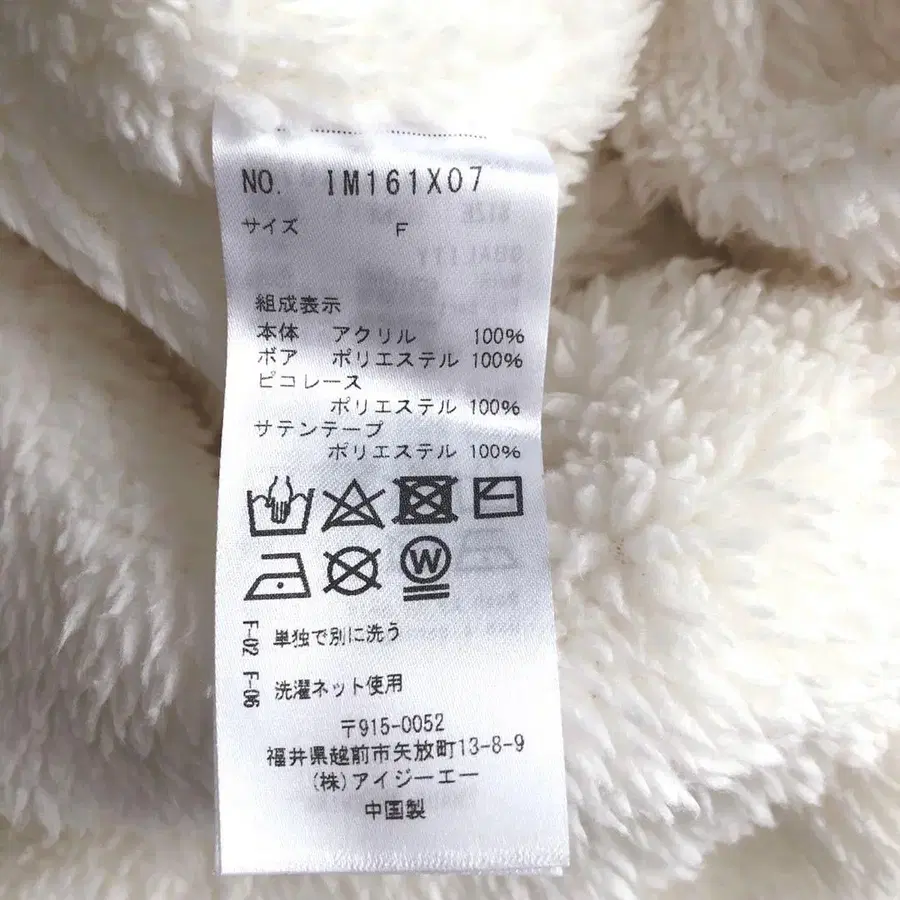 NO. IM161X07
サイズ F
組成表示
本体 アクリル 100%
ボア ポリエステル 100%
ピコレース
ポリエステル 100%
サテンテープ
ポリエステル 100%
W
F-02 単独で別に洗う
F-06 洗濯ネット使用
〒915-0052
福井県越前市矢放町13-8-9
(株)アイジーエー
中国製